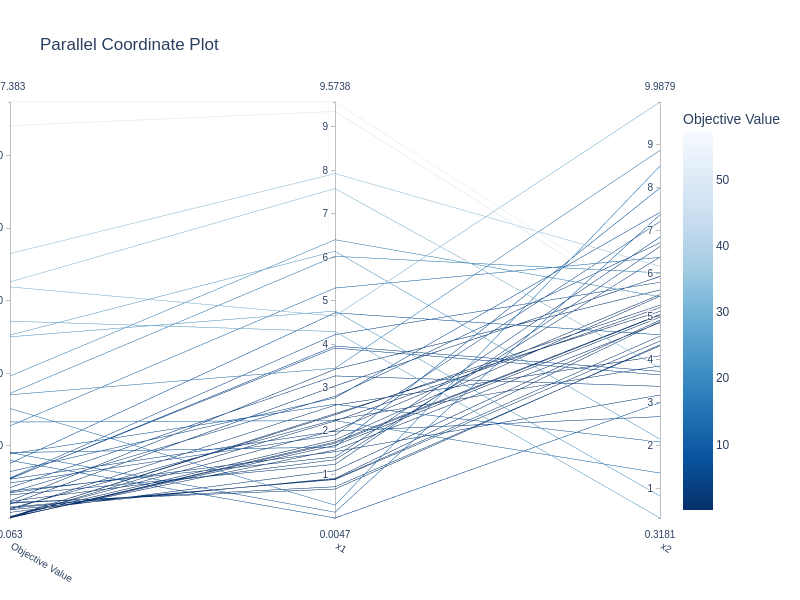 Parallel Coordinate Plot
7.383 9.5738 9.9879
Objective Value
9 9
8 8 50
7 7
6 6 40
5 5 30
4 4
3 3 20
2 2
1 1 10
0.063 0.0047 0.3181
Objective Value x1 x2